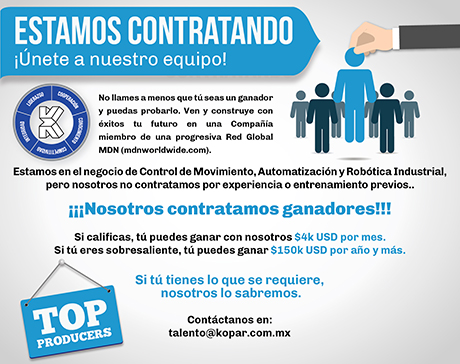 ESTAMOS CONTRATANDO
¡Únete a nuestro equipo!
LIDERAZGO
COOPERACIÓN
CONOCIMIENTO
COMPETITIVIDAD
INTEGRIDAD
K
No llames a menos que tú seas un ganador
y puedas probarlo. Ven y construye con
éxitos tu futuro en una Compañía
miembro de una progresiva Red Global
MDN (mdnworldwide.com).
Estamos en el negocio de Control de Movimiento, Automatización y Robótica Industrial,
pero nosotros no contratamos por experiencia o entrenamiento previos..
¡¡¡Nosotros contratamos ganadores!!!
Si calificas, tú puedes ganar con nosotros $4k USD por mes.
Si tú eres sobresaliente, tú puedes ganar $150k USD por año y más.
Si tú tienes lo que se requiere,
nosotros lo sabremos.
TOP
PRODUCERS
Contáctanos en:
talento@kopar.com.mx